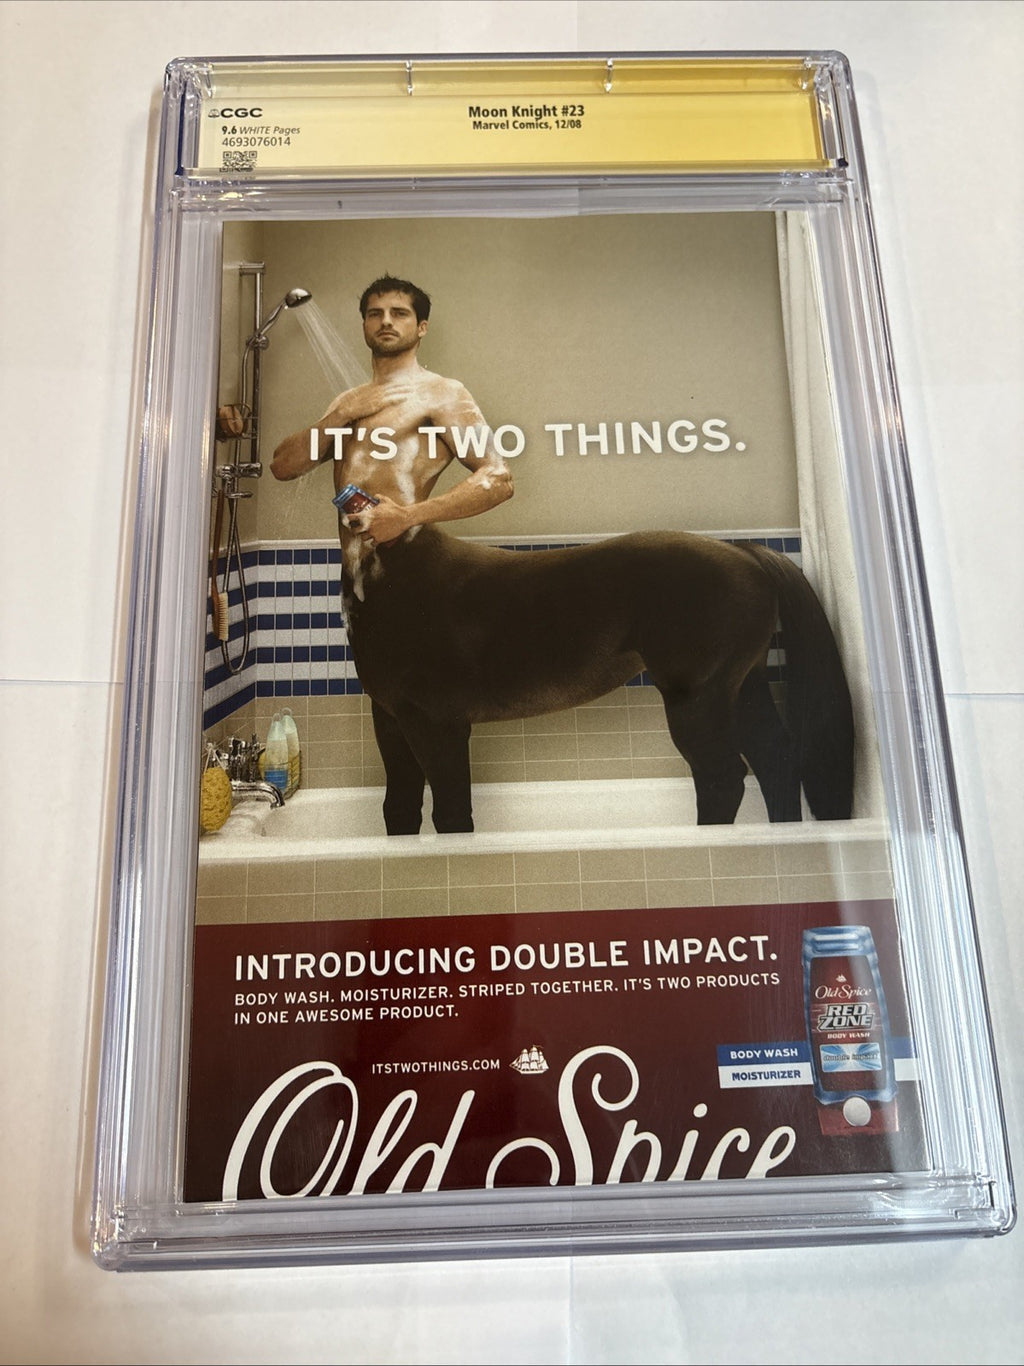 CGC
9.6 WHITE Pages
4693076014
Moon Knight #23
Marvel Comics, 12/08
IT'S TWO THINGS.
INTRODUCING DOUBLE IMPACT.
BODY WASH. MOISTURIZER. STRIPED TOGETHER. IT'S TWO PRODUCTS
IN ONE AWESOME PRODUCT.
ITSTWOTHINGS.COM
Old Spice
Old Spice
RED
ZONE
BODY WASH
double impact
BODY WASH
MOISTURIZER